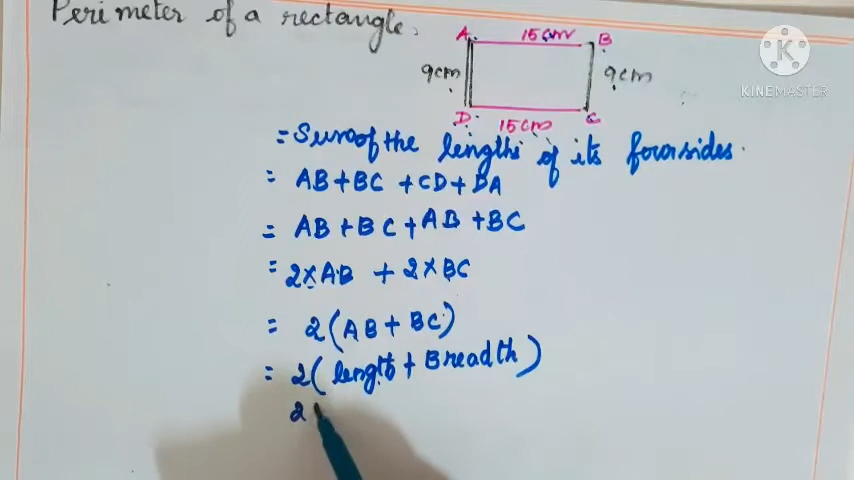 Perimeter of a rectangle.
A 15cm B
9cm 9cm
D 15cm C
= Sum of the lengths of its four sides.
= AB + BC + CD + DA
= AB + BC + AB + BC
= 2 × AB + 2 × BC
= 2 (AB + BC)
= 2 (length + Breadth)
2
K
KINEMASTER